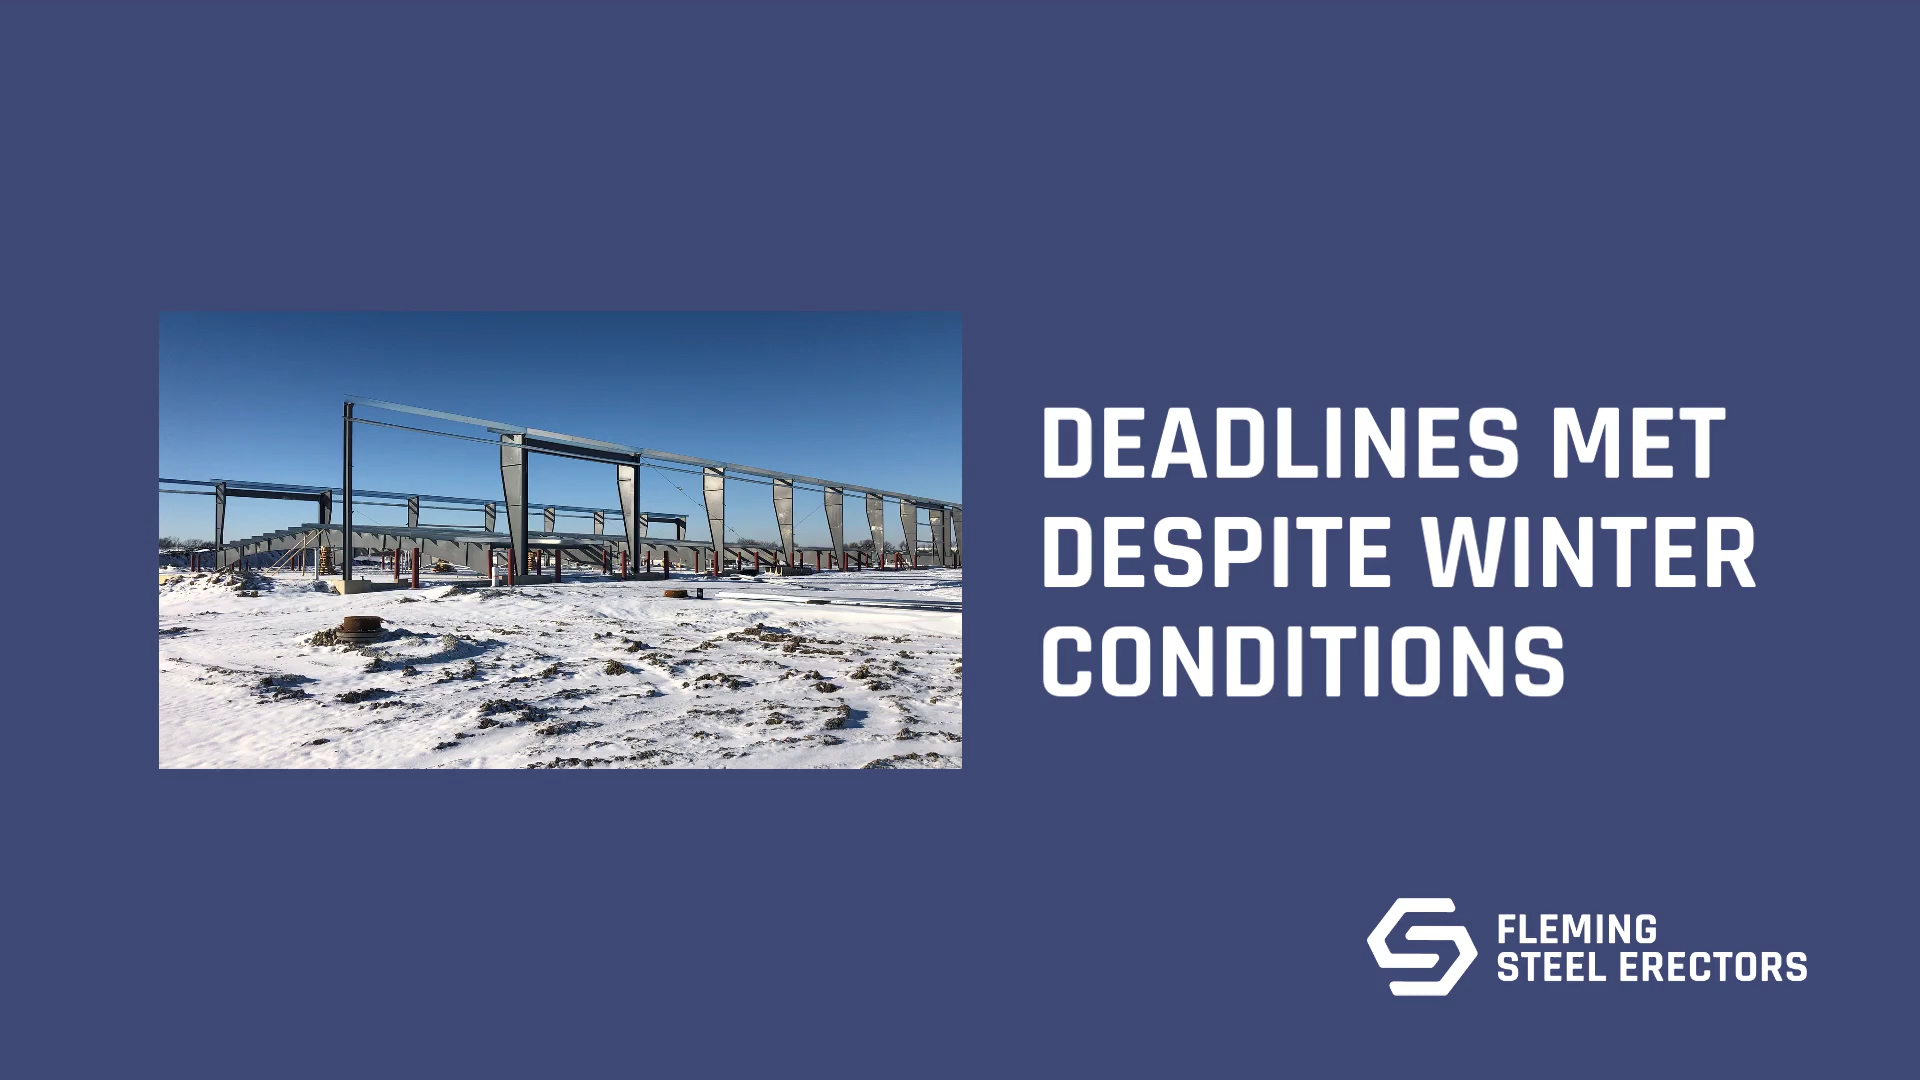 DEADLINES MET
DESPITE WINTER
CONDITIONS
FLEMING
STEEL ERECTORS